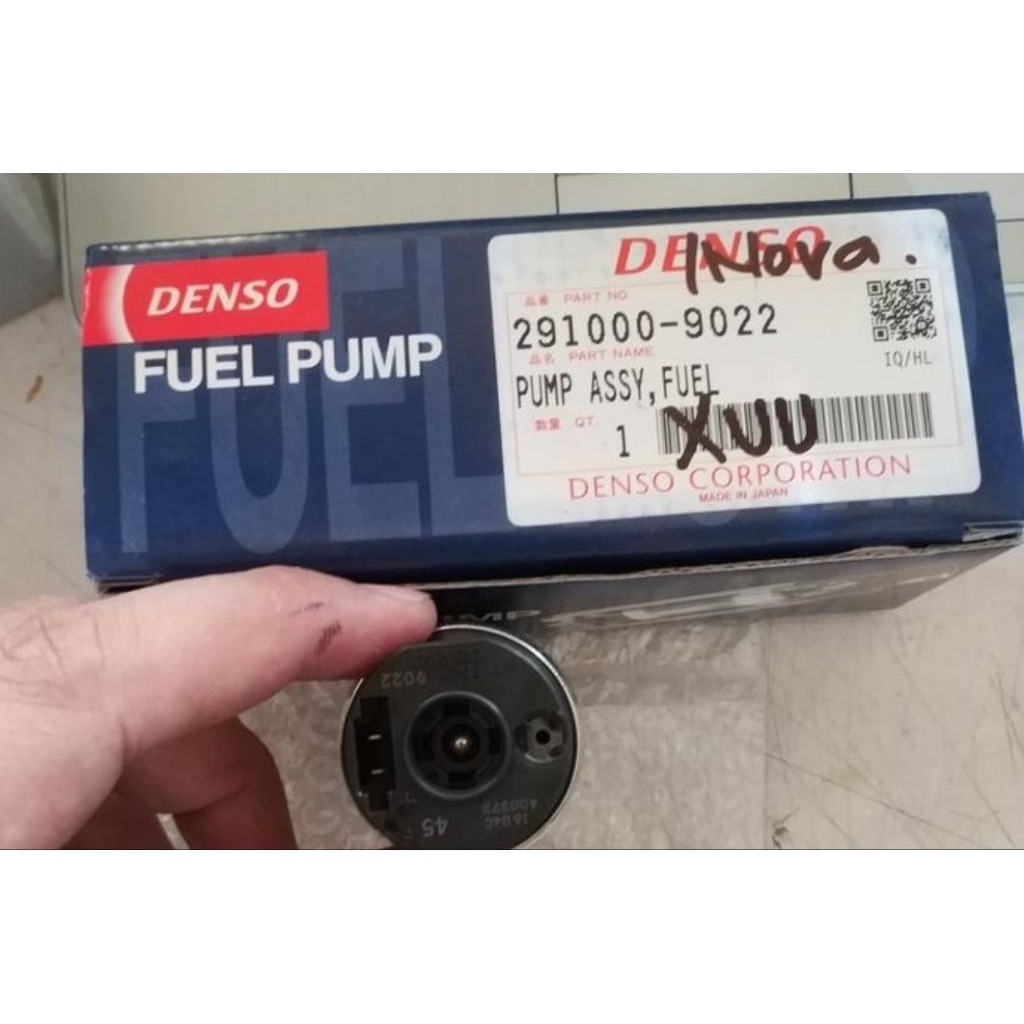 DENSO
FUEL PUMP
DENSO
INova.
品番 PART NO.
291000-9022
品名 PART NAME
IQ/HL
PUMP ASSY,FUEL
数量 QT.
1
XUU
DENSO CORPORATION
MADE IN JAPAN
9022
45